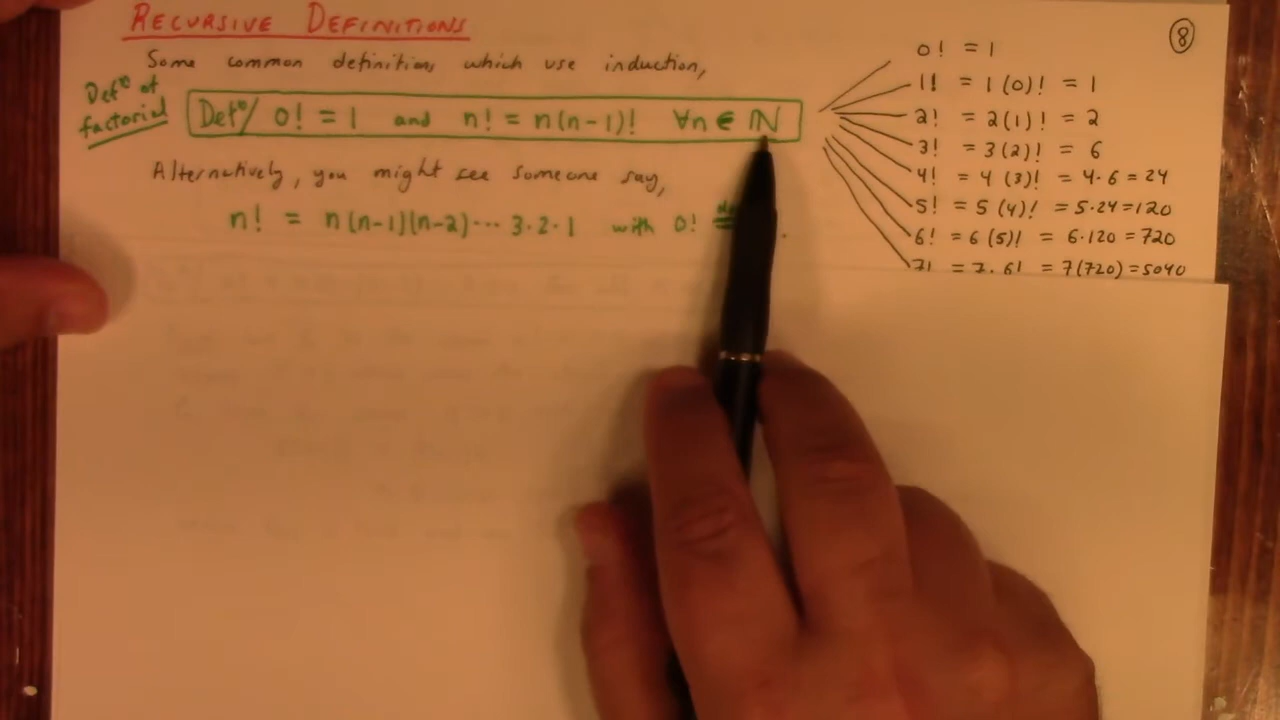 RECURSIVE DEFINITIONS
Some common definitions which use induction,
Defⁿ of
factorial
Defⁿ/ 0! = 1 and n! = n(n-1)! ∀n ∈ ℕ
Alternatively, you might see someone say,
n! = n(n-1)(n-2)⋯ 3·2·1 with 0!
8
0! = 1
1! = 1(0)! = 1
2! = 2(1)! = 2
3! = 3(2)! = 6
4! = 4(3)! = 4·6 = 24
5! = 5(4)! = 5·24 = 120
6! = 6(5)! = 6·120 = 720
7! = 7·6! = 7(720) = 5040